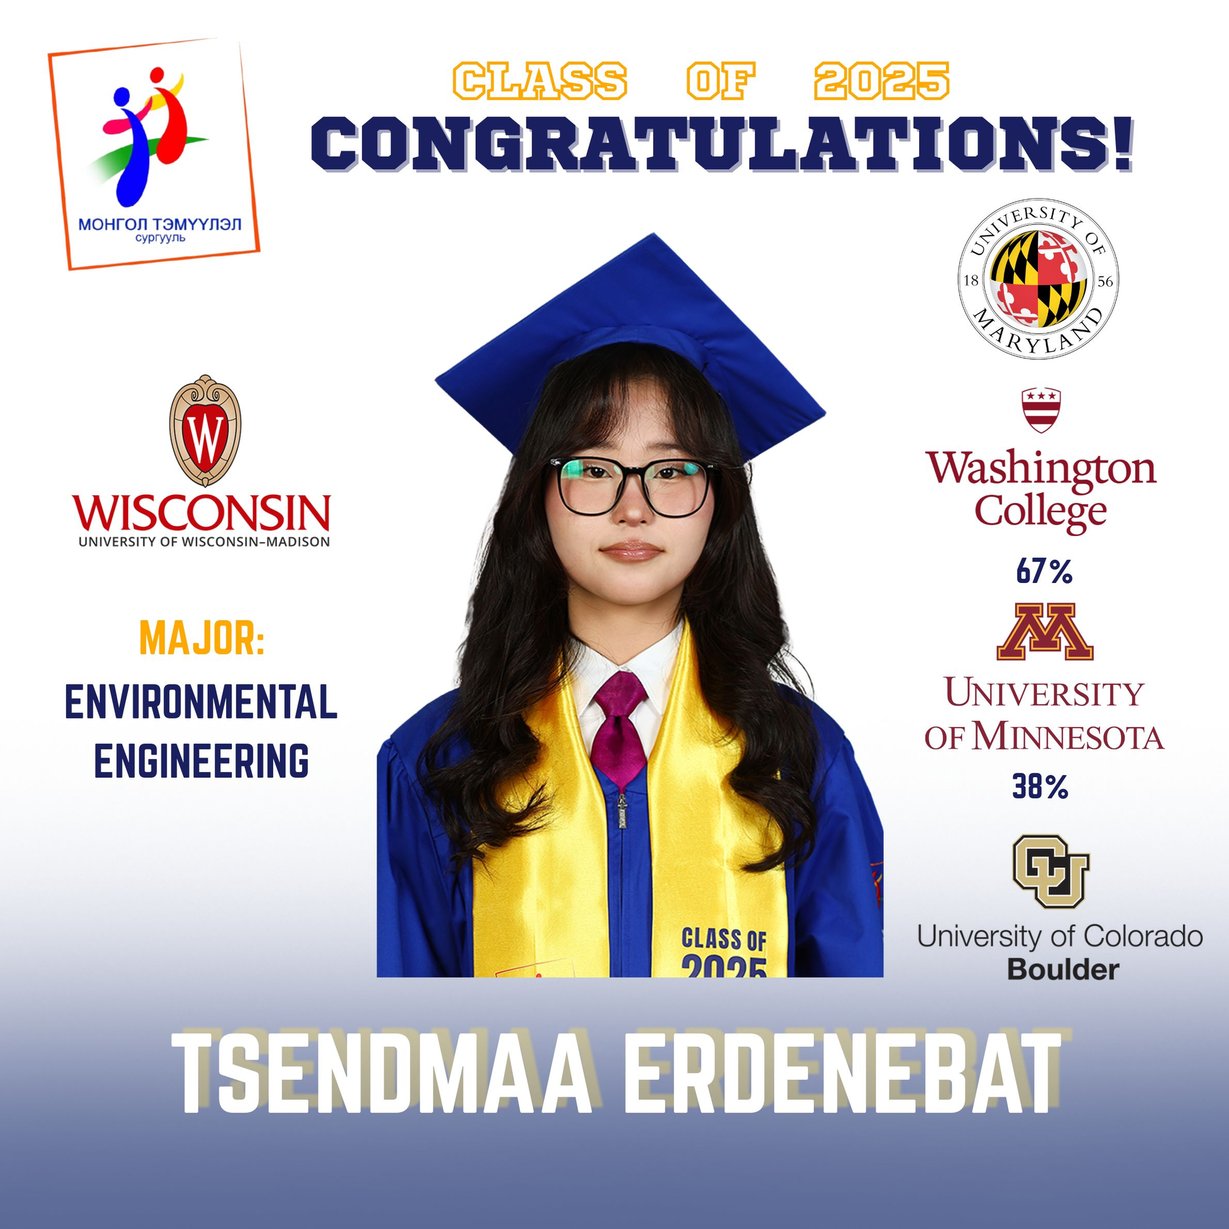 CLASS OF 2025
CONGRATULATIONS!
МОНГОЛ ТЭМҮҮЛЭЛ
сургууль
UNIVERSITY OF
18 56
MARYLAND
W
WISCONSIN
UNIVERSITY OF WISCONSIN–MADISON
MAJOR:
ENVIRONMENTAL
ENGINEERING
Washington
College
67%
M
UNIVERSITY
OF MINNESOTA
38%
CU
University of Colorado
Boulder
CLASS OF
2025
TSENDMAA ERDENEBAT